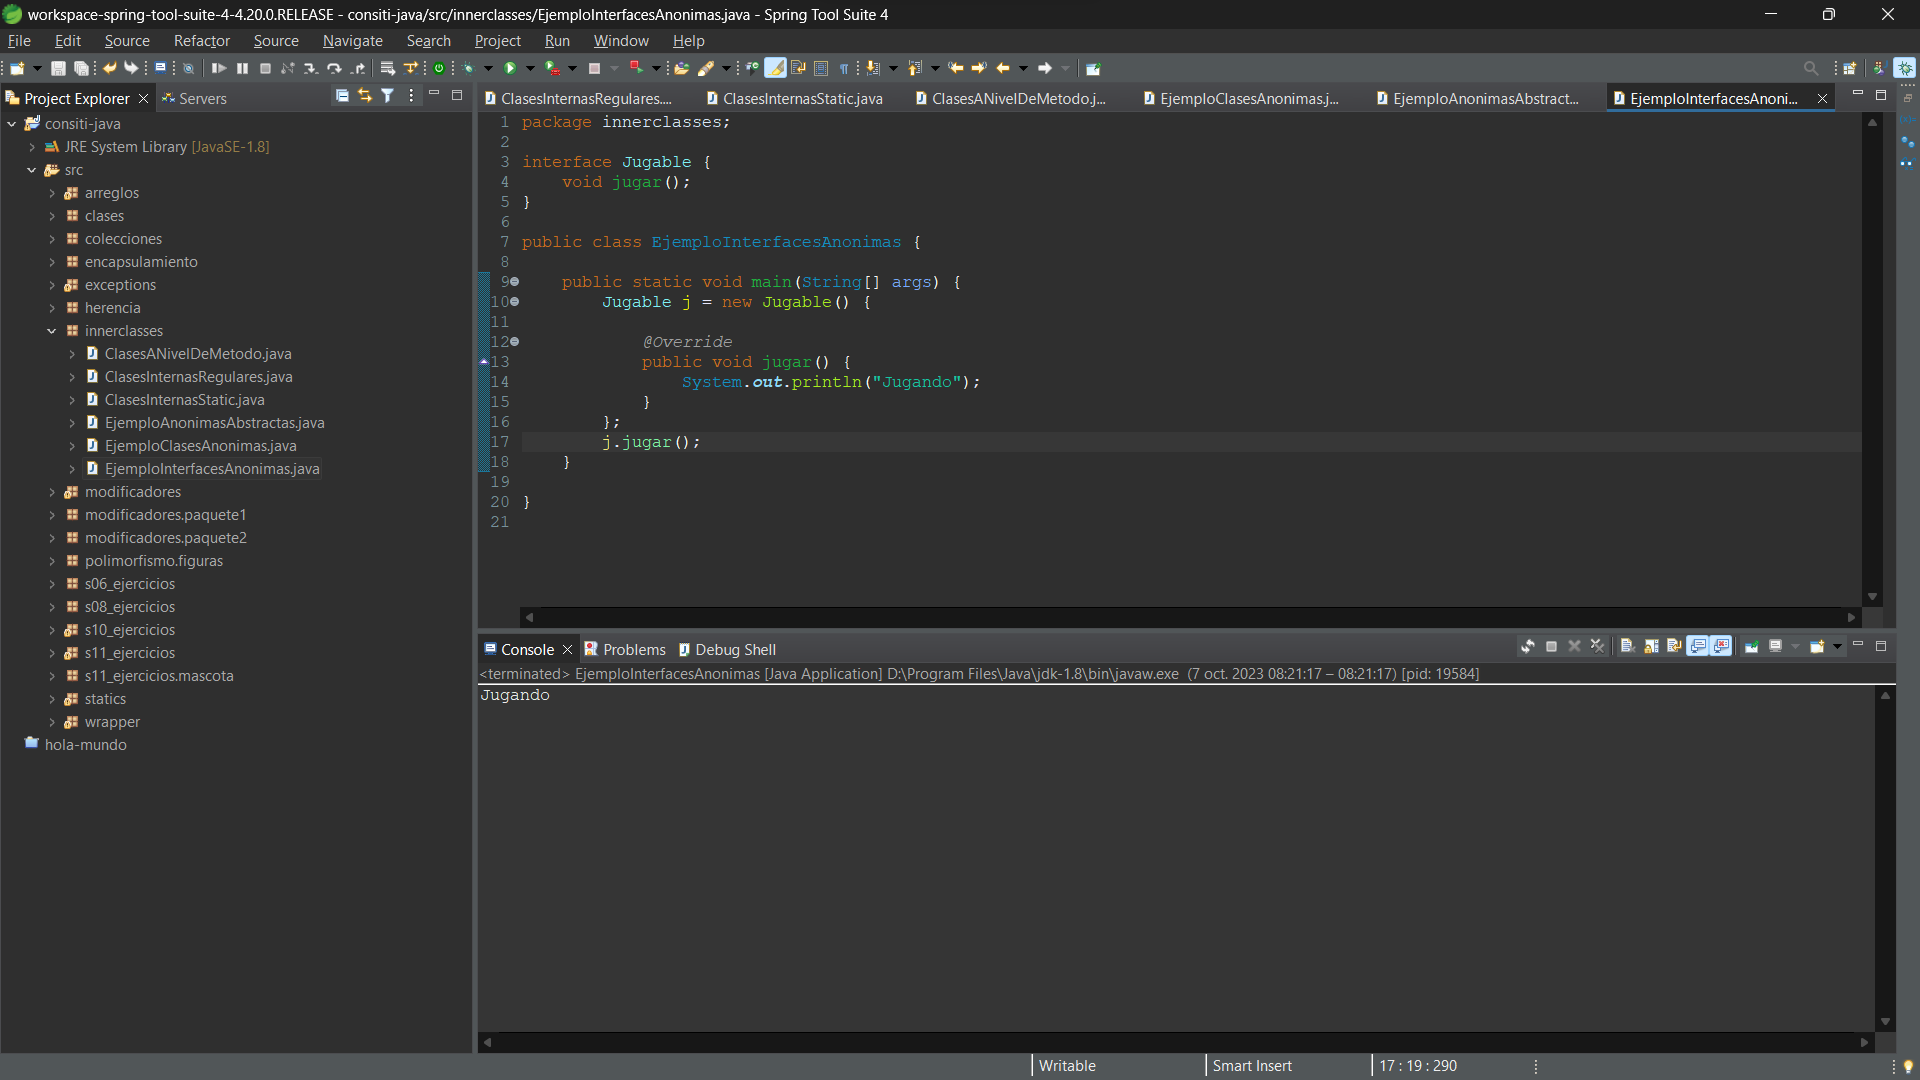 workspace-spring-tool-suite-4-4.20.0.RELEASE - consiti-java/src/innerclasses/EjemploInterfacesAnonimas.java - Spring Tool Suite 4
File Edit Source Refactor Source Navigate Search Project Run Window Help
Project Explorer Servers
consiti-java
JRE System Library [JavaSE-1.8]
src
arreglos
clases
colecciones
encapsulamiento
exceptions
herencia
innerclasses
ClasesANivelDeMetodo.java
ClasesInternasRegulares.java
ClasesInternasStatic.java
EjemploAnonimasAbstractas.java
EjemploClasesAnonimas.java
EjemploInterfacesAnonimas.java
modificadores
modificadores.paquete1
modificadores.paquete2
polimorfismo.figuras
s06_ejercicios
s08_ejercicios
s10_ejercicios
s11_ejercicios
s11_ejercicios.mascota
statics
wrapper
hola-mundo
ClasesInternasRegulares.... ClasesInternasStatic.java ClasesANivelDeMetodo.j... EjemploClasesAnonimas.j... EjemploAnonimasAbstract... EjemploInterfacesAnoni...
1 package innerclasses;
2
3 interface Jugable {
4 void jugar();
5 }
6
7 public class EjemploInterfacesAnonimas {
8
9 public static void main(String[] args) {
10 Jugable j = new Jugable() {
11
12 @Override
13 public void jugar() {
14 System.out.println("Jugando");
15 }
16 };
17 j.jugar();
18 }
19
20 }
21
Console Problems Debug Shell
<terminated> EjemploInterfacesAnonimas [Java Application] D:\Program Files\Java\jdk-1.8\bin\javaw.exe (7 oct. 2023 08:21:17 – 08:21:17) [pid: 19584]
Jugando
Writable Smart Insert 17 : 19 : 290